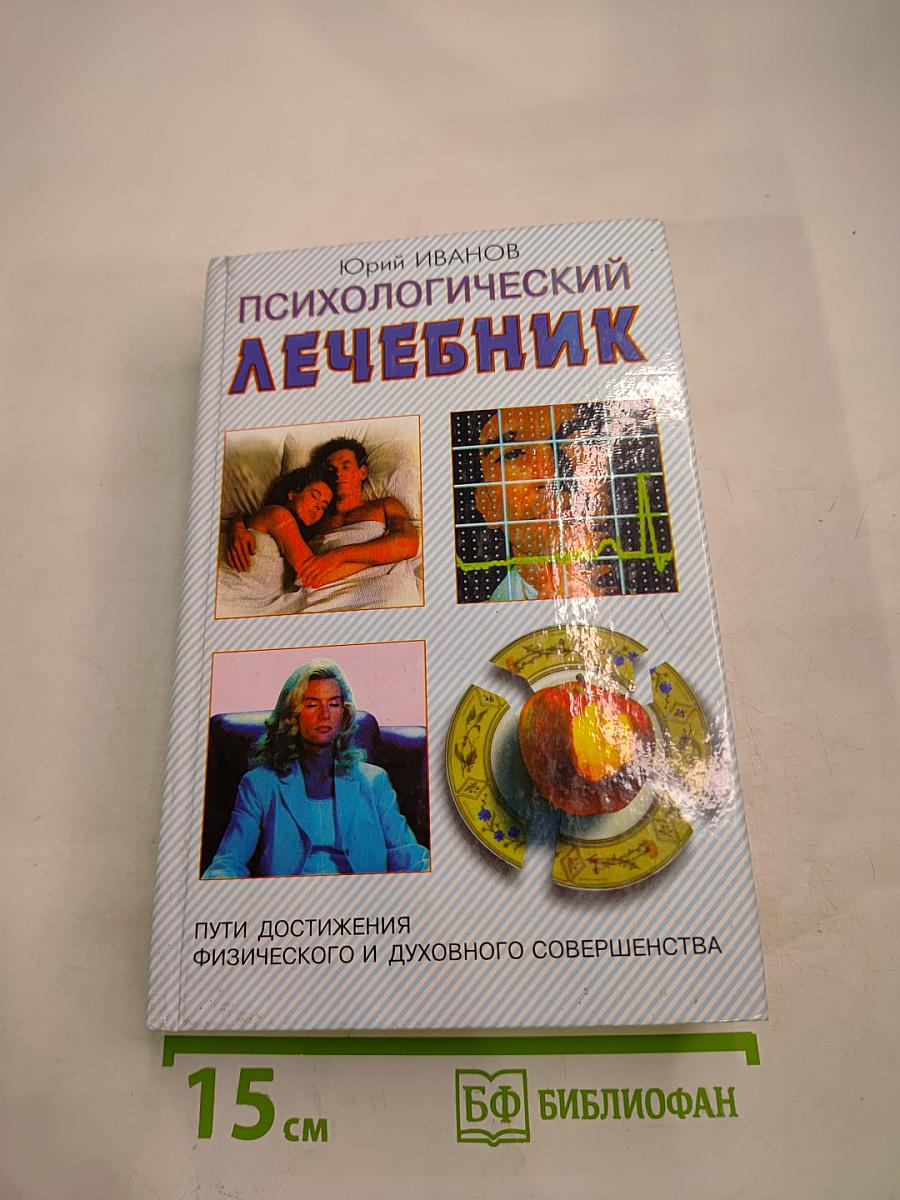 Юрий ИВАНОВ
ПСИХОЛОГИЧЕСКИЙ
ЛЕЧЕБНИК
ПУТИ ДОСТИЖЕНИЯ
ФИЗИЧЕСКОГО И ДУХОВНОГО СОВЕРШЕНСТВА
15 см
БФ БИБЛИОФАН